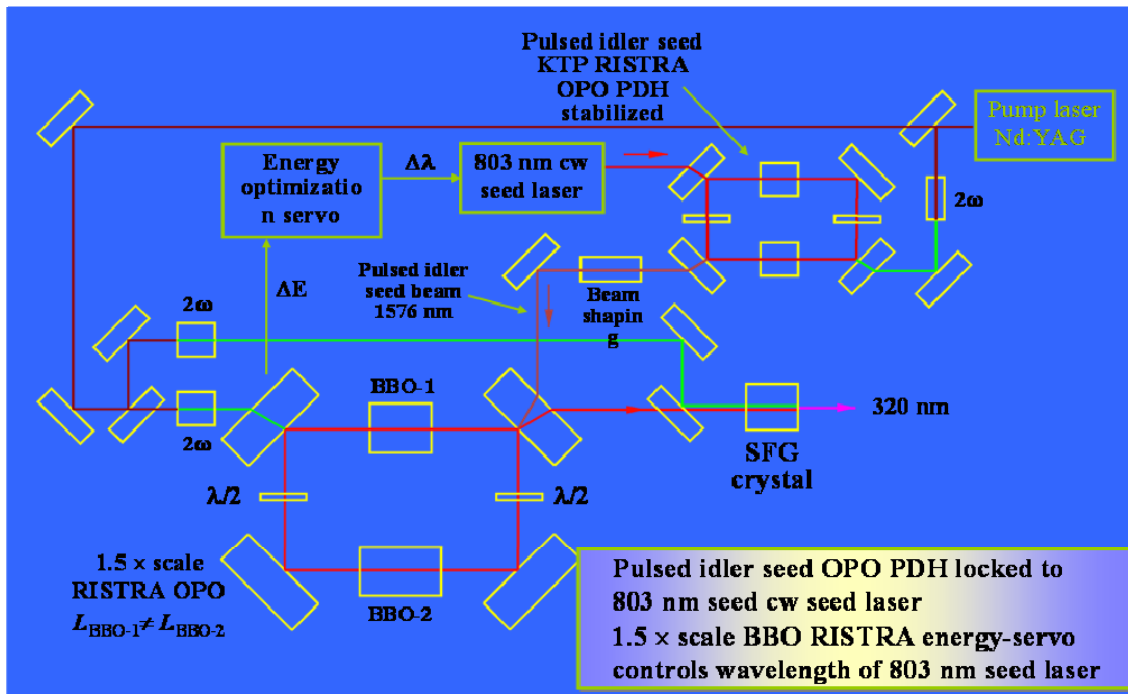 Pulsed idler seed
KTP RISTRA
OPO PDH
stabilized
Pump laser
Nd:YAG
Energy
optimizatio
n servo
Δλ
803 nm cw
seed laser
2ω
Pulsed idler
seed beam
1576 nm
Beam
shapin
g
ΔE
2ω
BBO-1
320 nm
2ω
SFG
crystal
λ/2
λ/2
1.5 × scale
RISTRA OPO
L_BBO-1 ≠ L_BBO-2
BBO-2
Pulsed idler seed OPO PDH locked to
803 nm seed cw seed laser
1.5 × scale BBO RISTRA energy-servo
controls wavelength of 803 nm seed laser